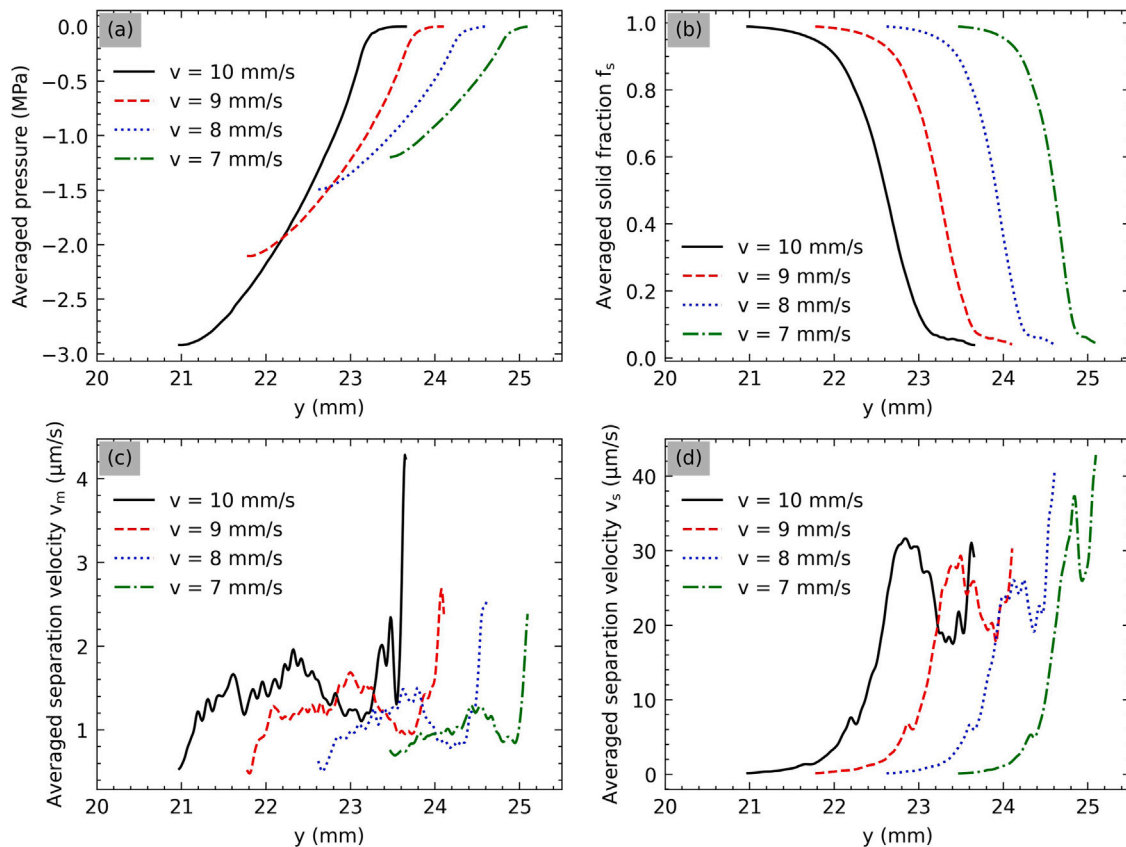 (a)
0.0
−0.5
−1.0
−1.5
−2.0
−2.5
−3.0
Averaged pressure (MPa)
v = 10 mm/s
v = 9 mm/s
v = 8 mm/s
v = 7 mm/s
20 21 22 23 24 25
y (mm)
(b)
1.0
0.8
0.6
0.4
0.2
0.0
Averaged solid fraction fₛ
v = 10 mm/s
v = 9 mm/s
v = 8 mm/s
v = 7 mm/s
20 21 22 23 24 25
y (mm)
(c)
4
3
2
1
Averaged separation velocity vₘ (μm/s)
v = 10 mm/s
v = 9 mm/s
v = 8 mm/s
v = 7 mm/s
20 21 22 23 24 25
y (mm)
(d)
40
30
20
10
0
Averaged separation velocity vₛ (μm/s)
v = 10 mm/s
v = 9 mm/s
v = 8 mm/s
v = 7 mm/s
20 21 22 23 24 25
y (mm)